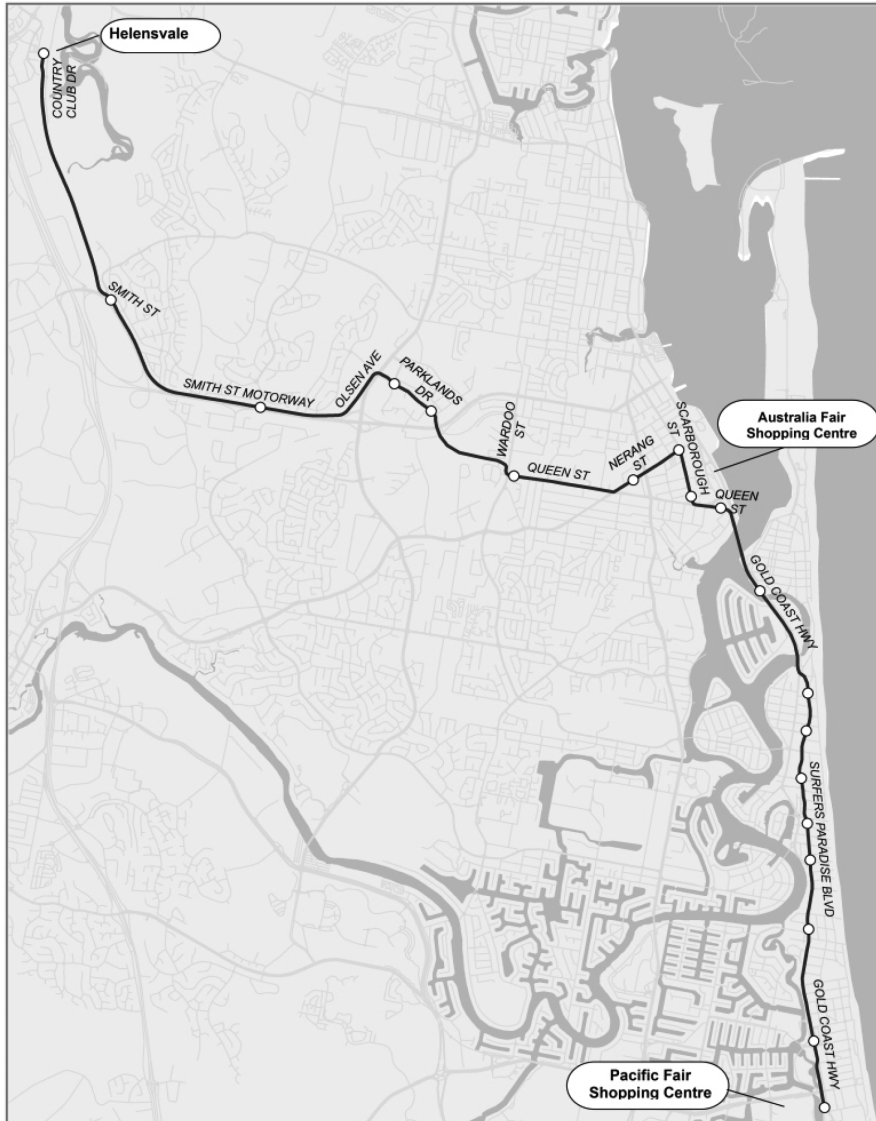 Helensvale
COUNTRY
CLUB DR
SMITH ST
SMITH ST MOTORWAY
OLSEN AVE
PARKLANDS
DR
WARDOO
ST
QUEEN ST
NERANG
ST
SCARBOROUGH
ST
Australia Fair
Shopping Centre
QUEEN
ST
GOLD COAST HWY
SURFERS PARADISE BLVD
GOLD COAST HWY
Pacific Fair
Shopping Centre